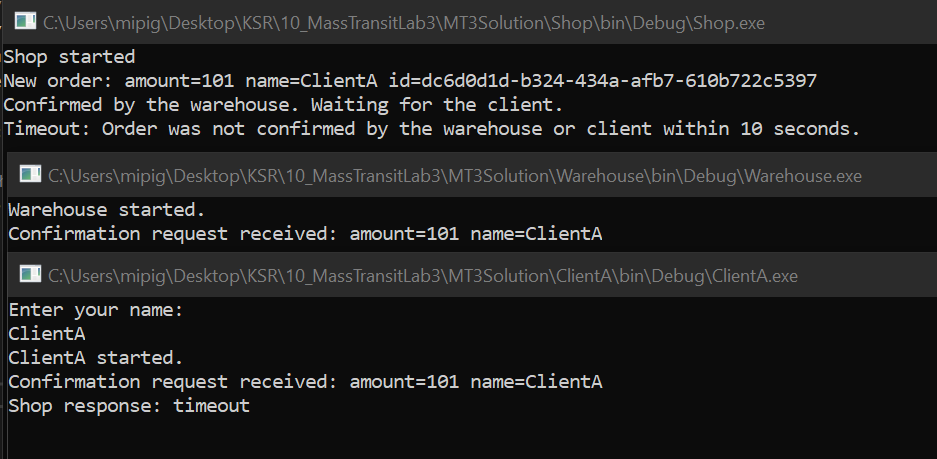 C:\Users\mipig\Desktop\KSR\10_MassTransitLab3\MT3Solution\Shop\bin\Debug\Shop.exe
Shop started
New order: amount=101 name=ClientA id=dc6d0d1d-b324-434a-afb7-610b722c5397
Confirmed by the warehouse. Waiting for the client.
Timeout: Order was not confirmed by the warehouse or client within 10 seconds.
C:\Users\mipig\Desktop\KSR\10_MassTransitLab3\MT3Solution\Warehouse\bin\Debug\Warehouse.exe
Warehouse started.
Confirmation request received: amount=101 name=ClientA
C:\Users\mipig\Desktop\KSR\10_MassTransitLab3\MT3Solution\ClientA\bin\Debug\ClientA.exe
Enter your name:
ClientA
ClientA started.
Confirmation request received: amount=101 name=ClientA
Shop response: timeout